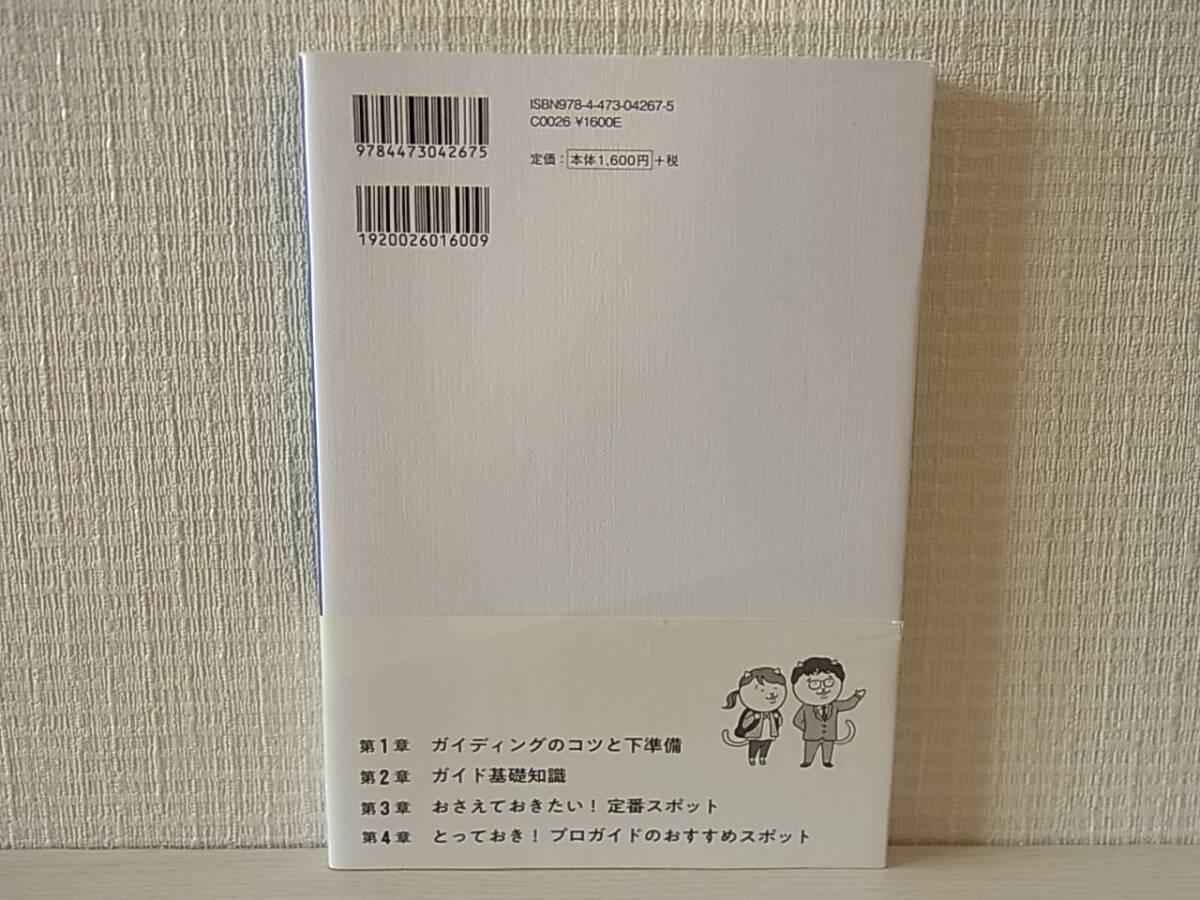 9784473042675
1920026016009
ISBN978-4-473-04267-5
C0026 ¥1600E
定価：本体1,600円＋税
第1章 ガイディングのコツと下準備
第2章 ガイド基礎知識
第3章 おさえておきたい！ 定番スポット
第4章 とっておき！ プロガイドのおすすめスポット